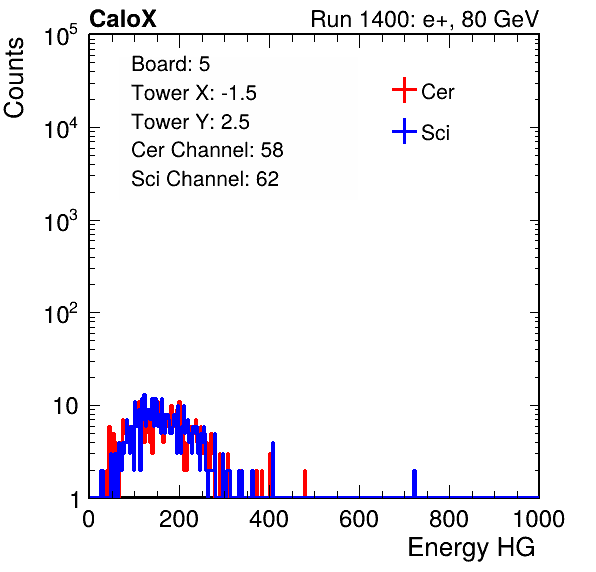 CaloX Run 1400: e+, 80 GeV
Counts
10^5
10^4
10^3
10^2
10
1
Board: 5
Tower X: -1.5
Tower Y: 2.5
Cer Channel: 58
Sci Channel: 62
Cer
Sci
0 200 400 600 800 1000
Energy HG